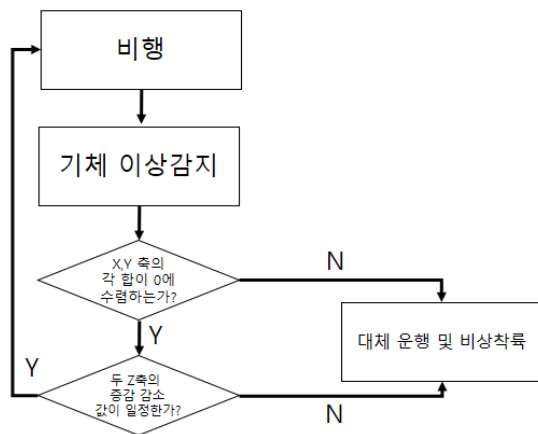 비행
기체 이상감지
X,Y 축의
각 합이 0에
수렴하는가?
N
Y
대체 운행 및 비상착륙
Y
두 Z축의
증감 감소
값이 일정한가?
N